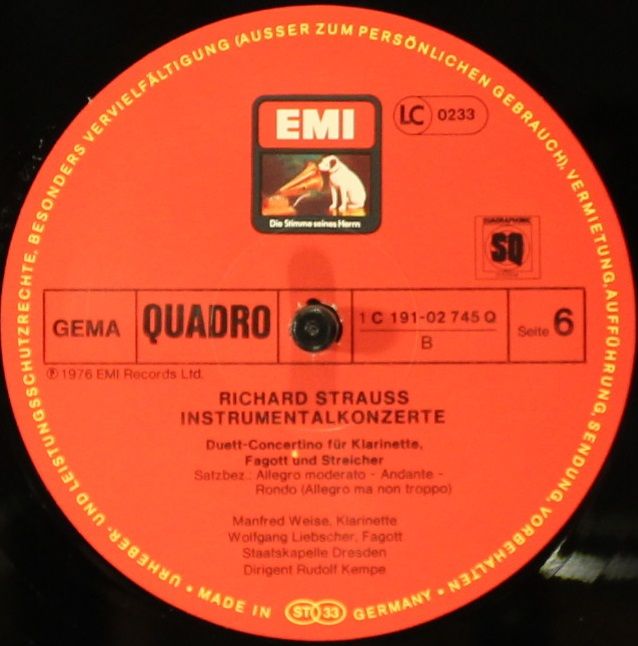 URHEBER- UND LEISTUNGSSCHUTZRECHTE, BESONDERS VERVIELFÄLTIGUNG (AUSSER ZUM PERSÖNLICHEN GEBRAUCH), VERMIETUNG, AUFFÜHRUNG, SENDUNG, VORBEHALTEN •
EMI
LC 0233
Die Stimme seines Herrn
QUADRAPHONIC
SQ
GEMA
QUADRO
1 C 191-02 745 Q
B
Seite 6
℗ 1976 EMI Records Ltd.
RICHARD STRAUSS
INSTRUMENTALKONZERTE
Duett-Concertino für Klarinette,
Fagott und Streicher
Satzbez.: Allegro moderato - Andante -
Rondo (Allegro ma non troppo)
Manfred Weise, Klarinette
Wolfgang Liebscher, Fagott
Staatskapelle Dresden
Dirigent Rudolf Kempe
• MADE IN ST 33 GERMANY •